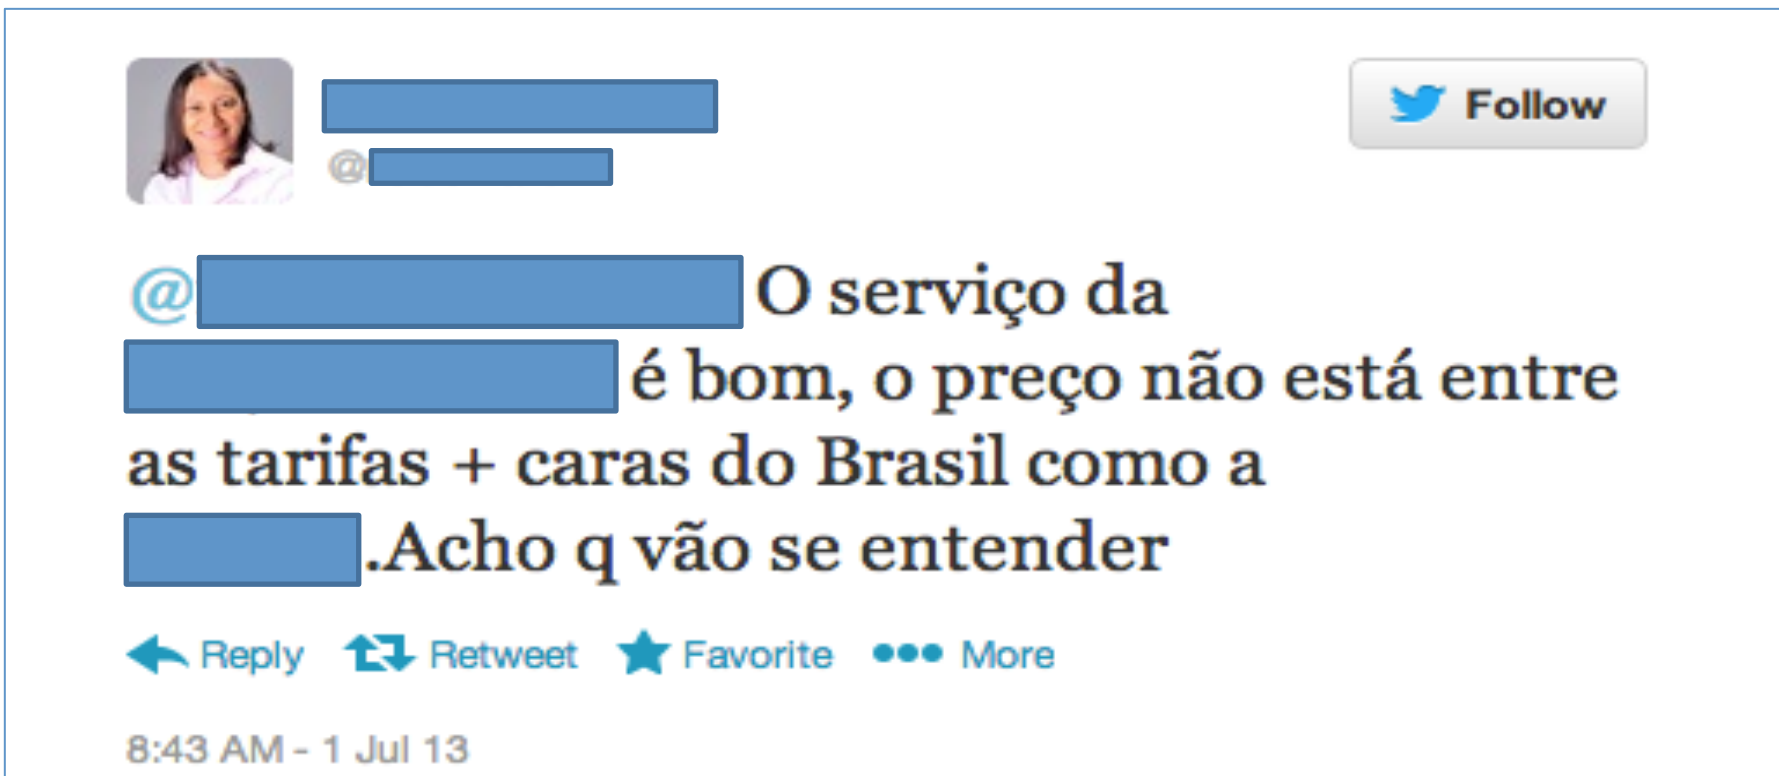 Follow
@
@ O serviço da
é bom, o preço não está entre
as tarifas + caras do Brasil como a
.Acho q vão se entender
Reply Retweet Favorite More
8:43 AM - 1 Jul 13